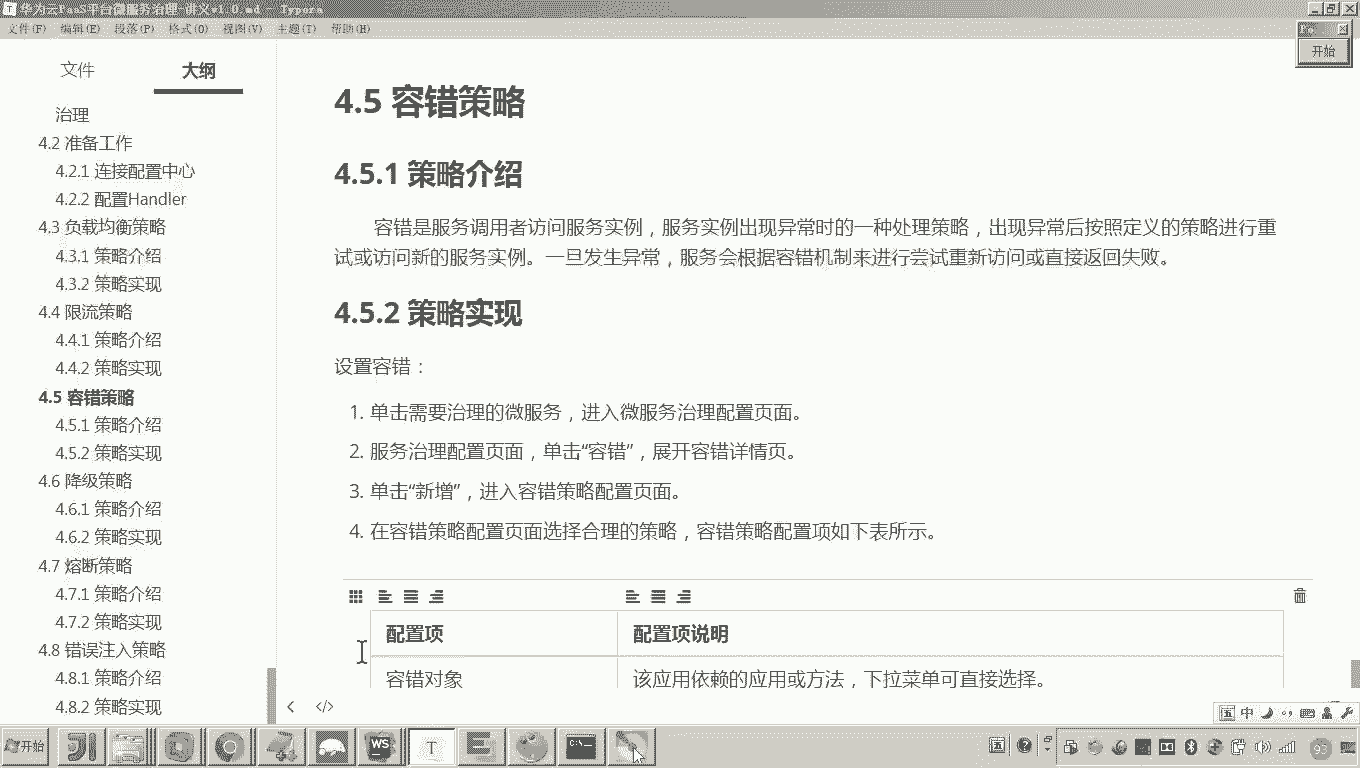 华为云PaaS平台微服务治理-讲义v1.0.md - Typora
文件(F) 编辑(E) 段落(P) 格式(O) 视图(V) 主题(T) 帮助(H)
开始
文件 大纲
治理
4.2 准备工作
4.2.1 连接配置中心
4.2.2 配置Handler
4.3 负载均衡策略
4.3.1 策略介绍
4.3.2 策略实现
4.4 限流策略
4.4.1 策略介绍
4.4.2 策略实现
4.5 容错策略
4.5.1 策略介绍
4.5.2 策略实现
4.6 降级策略
4.6.1 策略介绍
4.6.2 策略实现
4.7 熔断策略
4.7.1 策略介绍
4.7.2 策略实现
4.8 错误注入策略
4.8.1 策略介绍
4.8.2 策略实现
4.5 容错策略
4.5.1 策略介绍
容错是服务调用者访问服务实例，服务实例出现异常时的一种处理策略，出现异常后按照定义的策略进行重
试或访问新的服务实例。一旦发生异常，服务会根据容错机制来进行尝试重新访问或直接返回失败。
4.5.2 策略实现
设置容错：
1. 单击需要治理的微服务，进入微服务治理配置页面。
2. 服务治理配置页面，单击“容错”，展开容错详情页。
3. 单击“新增”，进入容错策略配置页面。
4. 在容错策略配置页面选择合理的策略，容错策略配置项如下表所示。
配置项 配置项说明
容错对象 该应用依赖的应用或方法，下拉菜单可直接选择。
五 中
开始 WS T 五